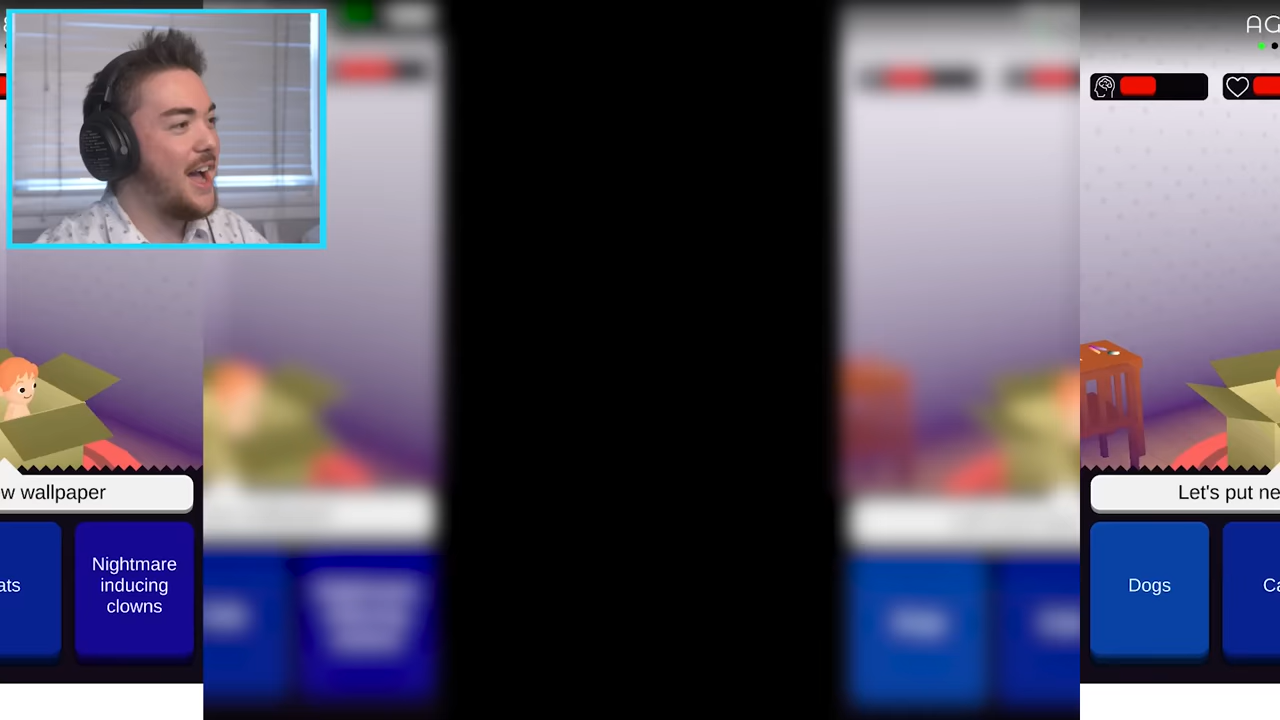 AG
w wallpaper
Let's put ne
ats
Nightmare
inducing
clowns
Dogs
Ca